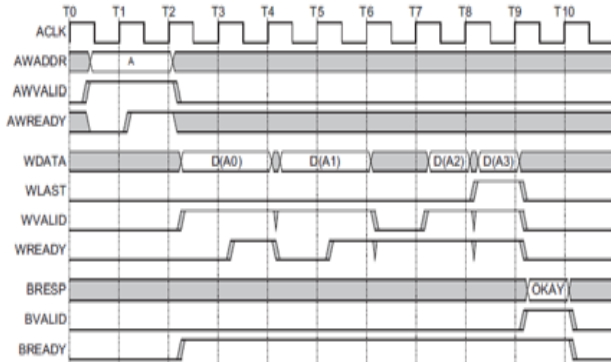 T0 T1 T2 T3 T4 T5 T6 T7 T8 T9 T10
ACLK
AWADDR A
AWVALID
AWREADY
WDATA D(A0) D(A1) D(A2) D(A3)
WLAST
WVALID
WREADY
BRESP OKAY
BVALID
BREADY